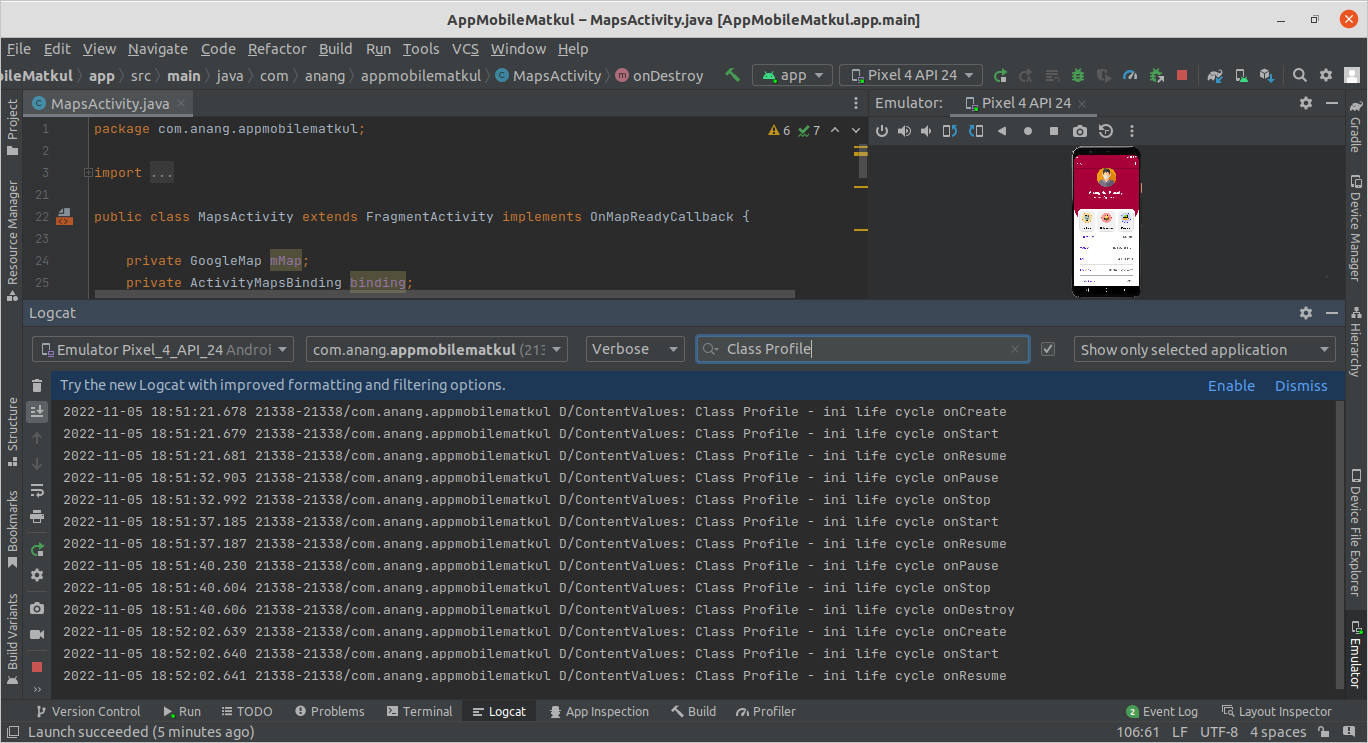 AppMobileMatkul – MapsActivity.java [AppMobileMatkul.app.main]
File Edit View Navigate Code Refactor Build Run Tools VCS Window Help
bileMatkul app src main java com anang appmobilematkul MapsActivity onDestroy app Pixel 4 API 24
MapsActivity.java
Emulator: Pixel 4 API 24
1 package com.anang.appmobilematkul;
6 7
2
3 import ...
21
22 public class MapsActivity extends FragmentActivity implements OnMapReadyCallback {
23
24 private GoogleMap mMap;
25 private ActivityMapsBinding binding;
Project
Resource Manager
Structure
Bookmarks
Build Variants
Gradle
Device Manager
Hierarchy
Device File Explorer
Emulator
Logcat
Emulator Pixel_4_API_24 Androi com.anang.appmobilematkul (213 Verbose Class Profile Show only selected application
Try the new Logcat with improved formatting and filtering options. Enable Dismiss
2022-11-05 18:51:21.678 21338-21338/com.anang.appmobilematkul D/ContentValues: Class Profile - ini life cycle onCreate
2022-11-05 18:51:21.679 21338-21338/com.anang.appmobilematkul D/ContentValues: Class Profile - ini life cycle onStart
2022-11-05 18:51:21.681 21338-21338/com.anang.appmobilematkul D/ContentValues: Class Profile - ini life cycle onResume
2022-11-05 18:51:32.903 21338-21338/com.anang.appmobilematkul D/ContentValues: Class Profile - ini life cycle onPause
2022-11-05 18:51:32.992 21338-21338/com.anang.appmobilematkul D/ContentValues: Class Profile - ini life cycle onStop
2022-11-05 18:51:37.185 21338-21338/com.anang.appmobilematkul D/ContentValues: Class Profile - ini life cycle onStart
2022-11-05 18:51:37.187 21338-21338/com.anang.appmobilematkul D/ContentValues: Class Profile - ini life cycle onResume
2022-11-05 18:51:40.230 21338-21338/com.anang.appmobilematkul D/ContentValues: Class Profile - ini life cycle onPause
2022-11-05 18:51:40.604 21338-21338/com.anang.appmobilematkul D/ContentValues: Class Profile - ini life cycle onStop
2022-11-05 18:51:40.606 21338-21338/com.anang.appmobilematkul D/ContentValues: Class Profile - ini life cycle onDestroy
2022-11-05 18:52:02.639 21338-21338/com.anang.appmobilematkul D/ContentValues: Class Profile - ini life cycle onCreate
2022-11-05 18:52:02.640 21338-21338/com.anang.appmobilematkul D/ContentValues: Class Profile - ini life cycle onStart
2022-11-05 18:52:02.641 21338-21338/com.anang.appmobilematkul D/ContentValues: Class Profile - ini life cycle onResume
Version Control Run TODO Problems Terminal Logcat App Inspection Build Profiler 2 Event Log Layout Inspector
Launch succeeded (5 minutes ago) 106:61 LF UTF-8 4 spaces